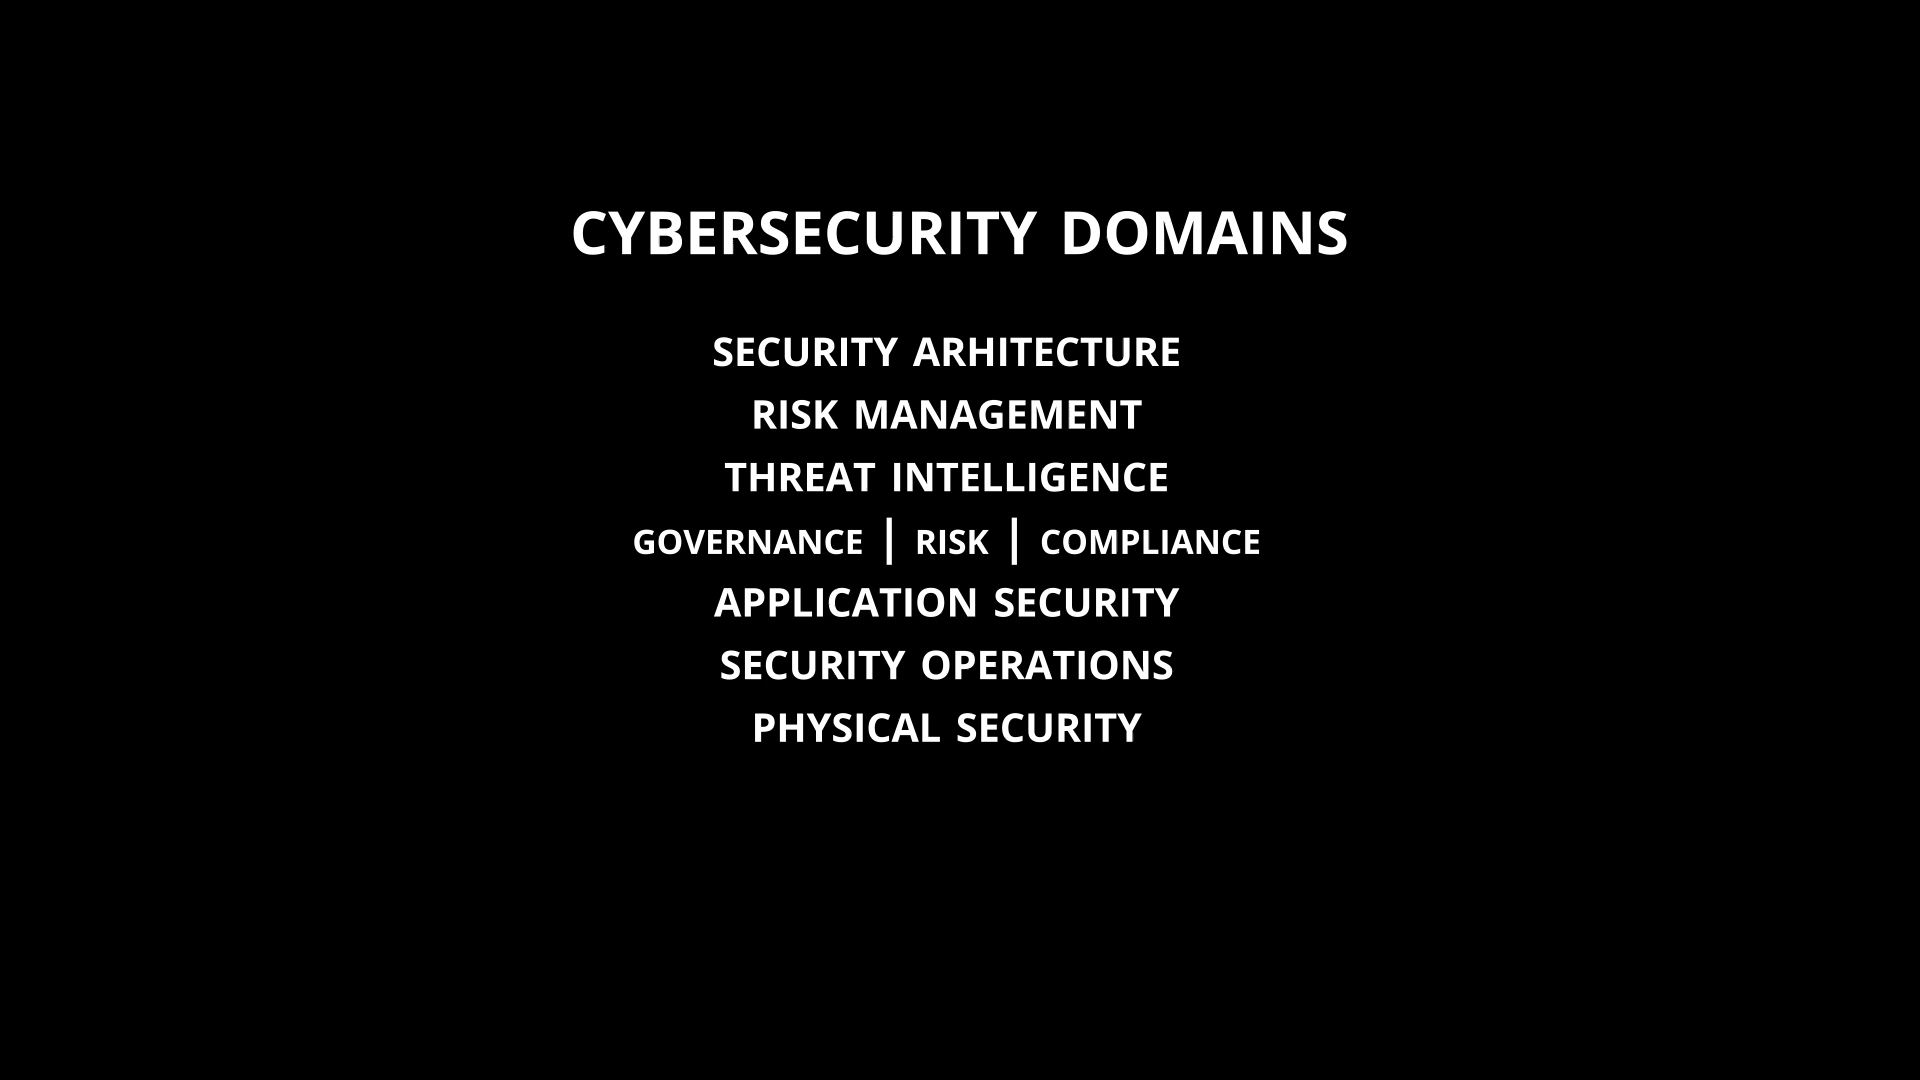 CYBERSECURITY DOMAINS
SECURITY ARHITECTURE
RISK MANAGEMENT
THREAT INTELLIGENCE
GOVERNANCE | RISK | COMPLIANCE
APPLICATION SECURITY
SECURITY OPERATIONS
PHYSICAL SECURITY